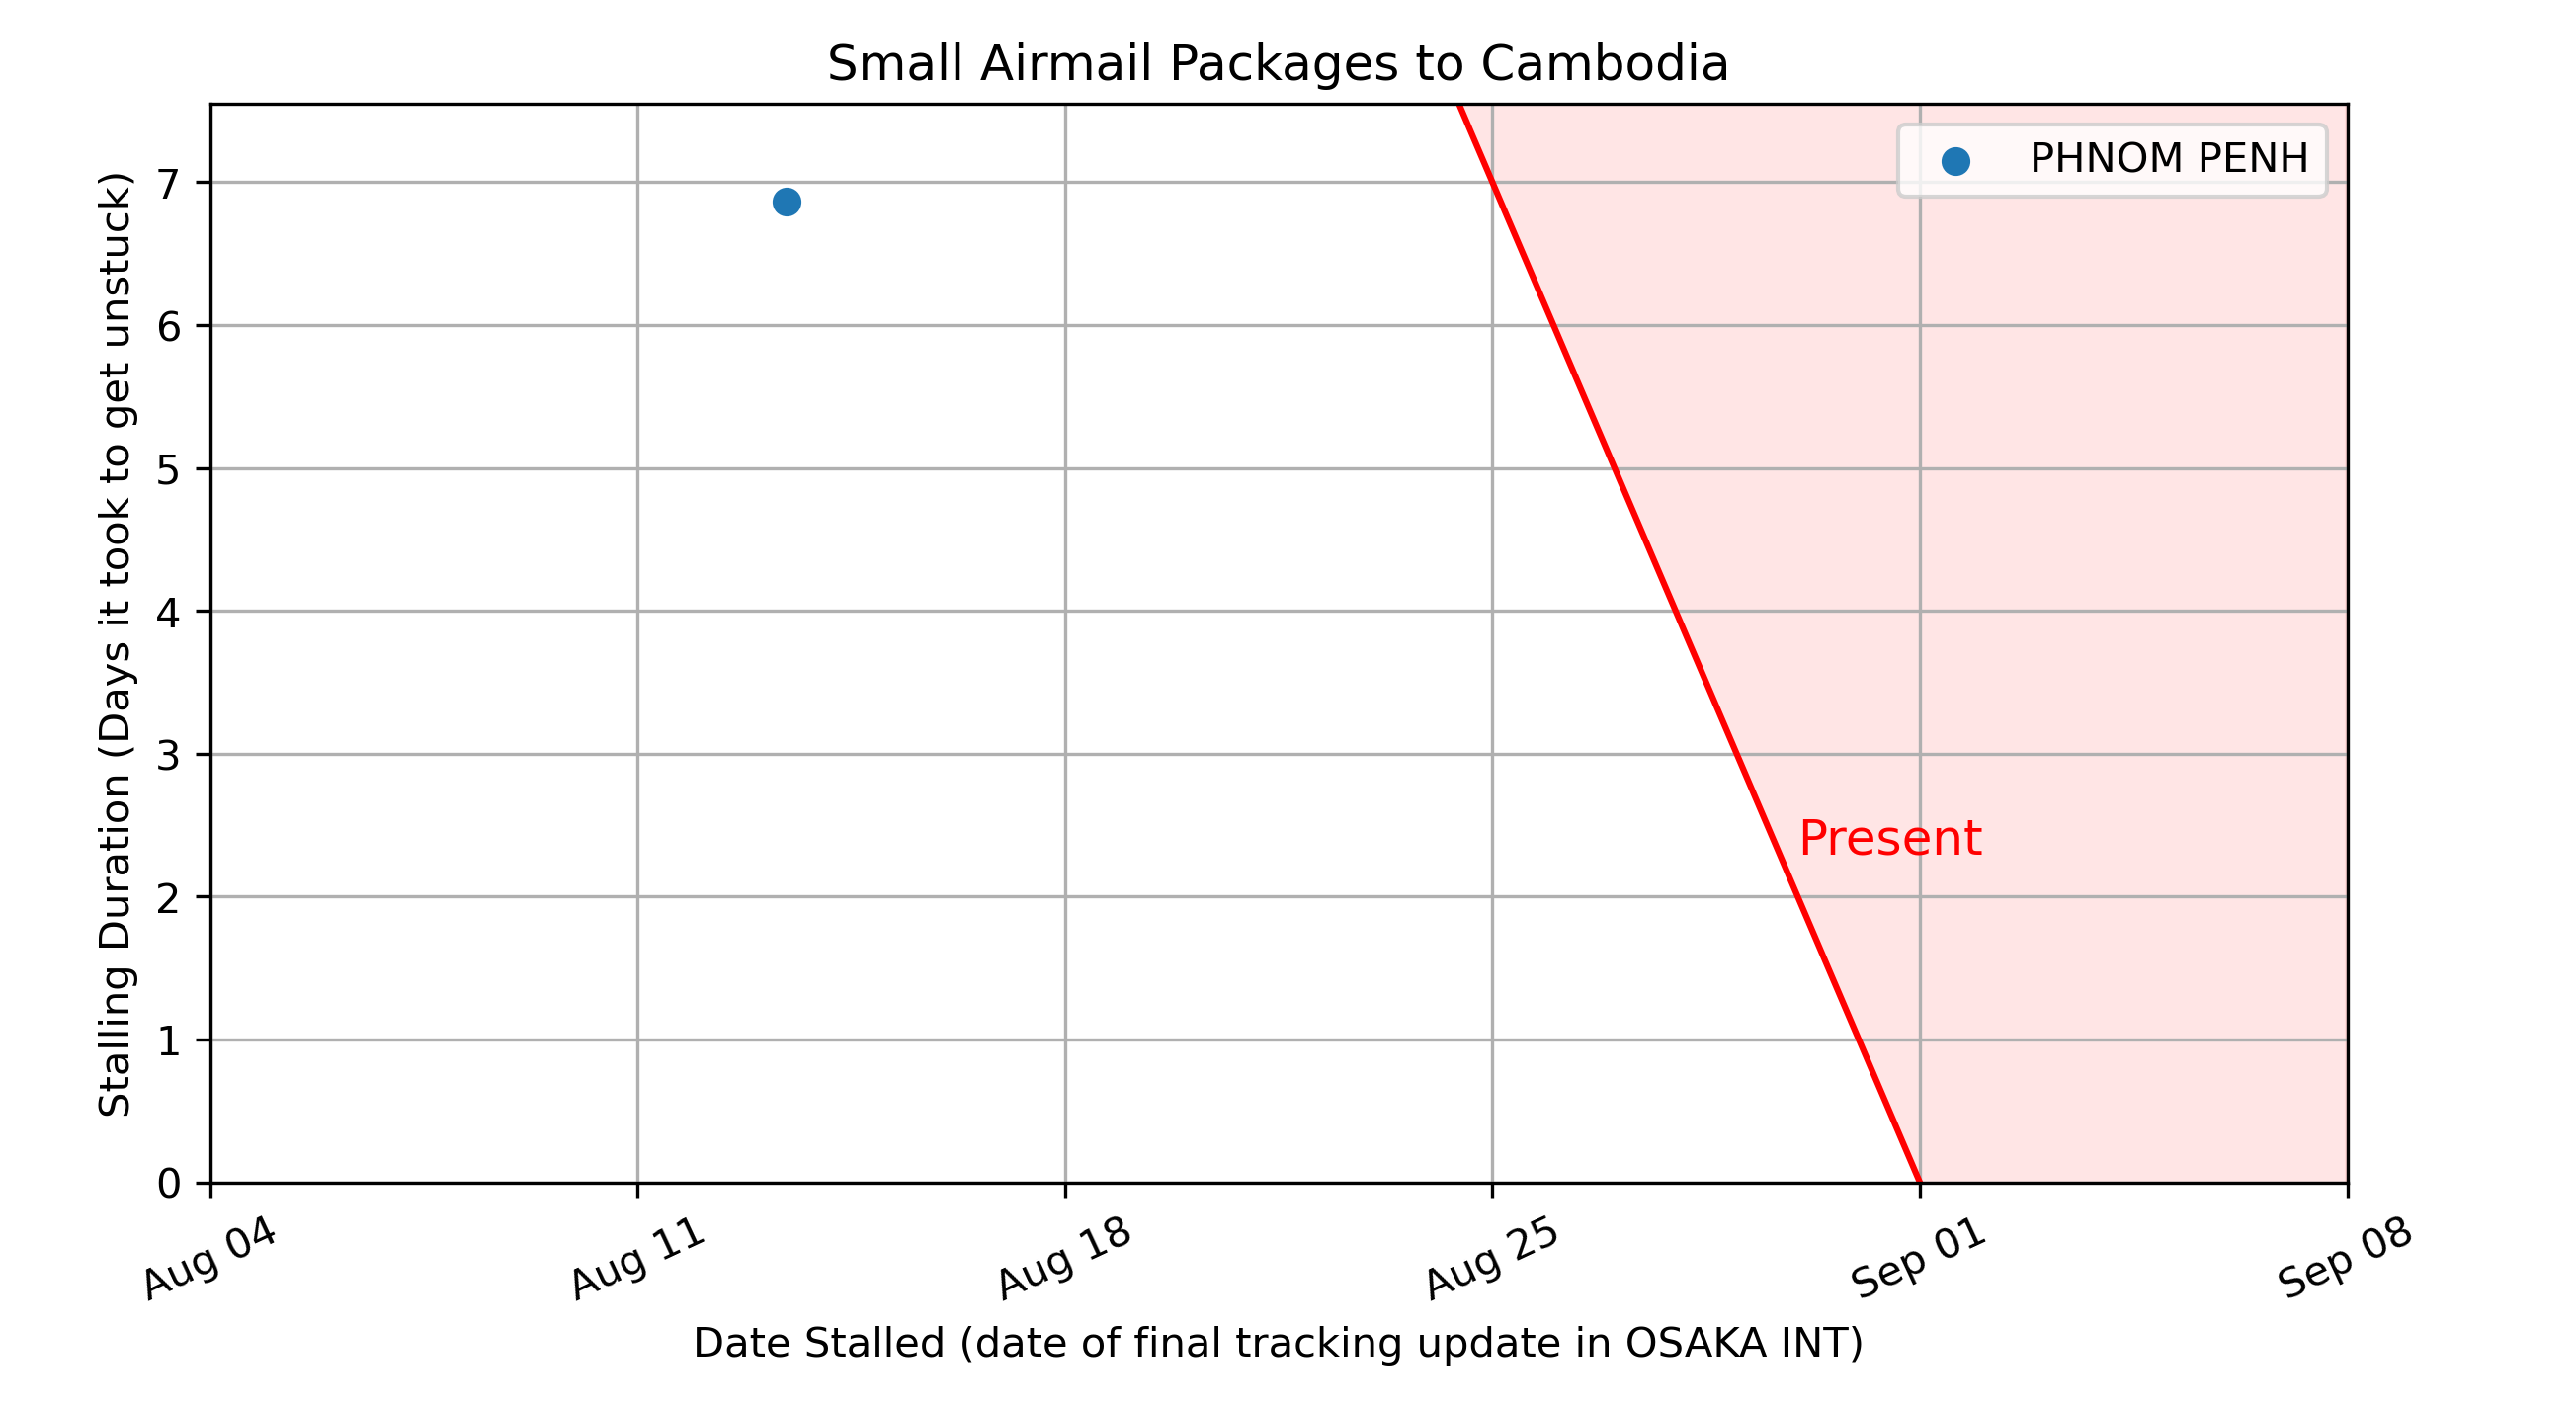 Small Airmail Packages to Cambodia
PHNOM PENH
Stalling Duration (Days it took to get unstuck)
7
6
5
4
3
2
1
0
Present
Aug 04
Aug 11
Aug 18
Aug 25
Sep 01
Sep 08
Date Stalled (date of final tracking update in OSAKA INT)